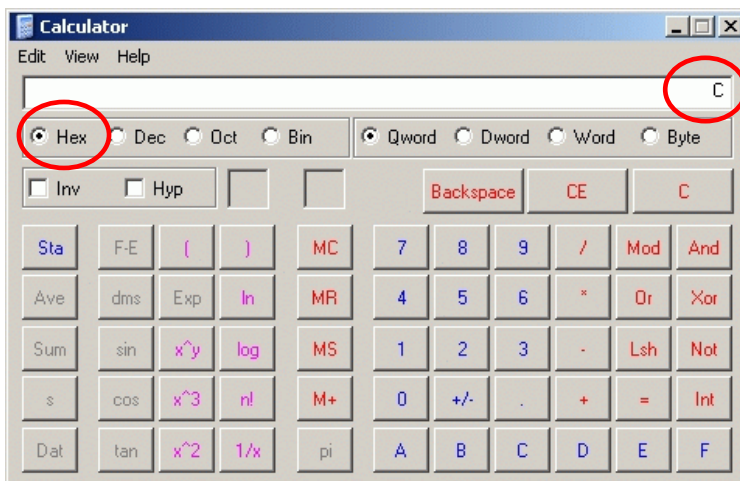 Calculator
Edit View Help
C
Hex Dec Oct Bin Qword Dword Word Byte
Inv Hyp Backspace CE C
Sta F-E ( ) MC 7 8 9 / Mod And
Ave dms Exp ln MR 4 5 6 * Or Xor
Sum sin x^y log MS 1 2 3 - Lsh Not
s cos x^3 n! M+ 0 +/- . + = Int
Dat tan x^2 1/x pi A B C D E F